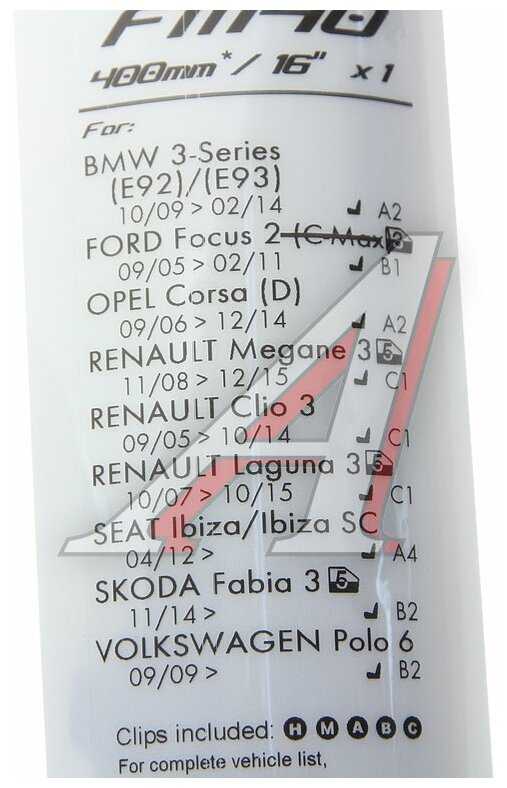 400mm* / 16" x 1
For:
BMW 3-Series
(E92)/(E93)
10/09 > 02/14 A2
FORD Focus 2 (C-Max) 3
09/05 > 02/11 B1
OPEL Corsa (D)
09/06 > 12/14 A2
RENAULT Megane 3 5
11/08 > 12/15 C1
RENAULT Clio 3
09/05 > 10/14 C1
RENAULT Laguna 3 5
10/07 > 10/15 C1
SEAT Ibiza/Ibiza SC
04/12 > A4
SKODA Fabia 3 5
11/14 > B2
VOLKSWAGEN Polo 6
09/09 > B2
Clips included: H M A B C
For complete vehicle list,